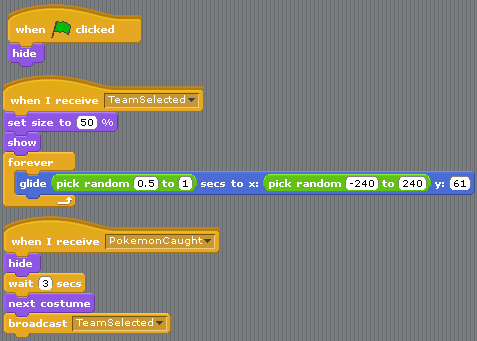 when clicked
hide
when I receive TeamSelected
set size to 50 %
show
forever
glide pick random 0.5 to 1 secs to x: pick random -240 to 240 y: 61
when I receive PokemonCaught
hide
wait 3 secs
next costume
broadcast TeamSelected